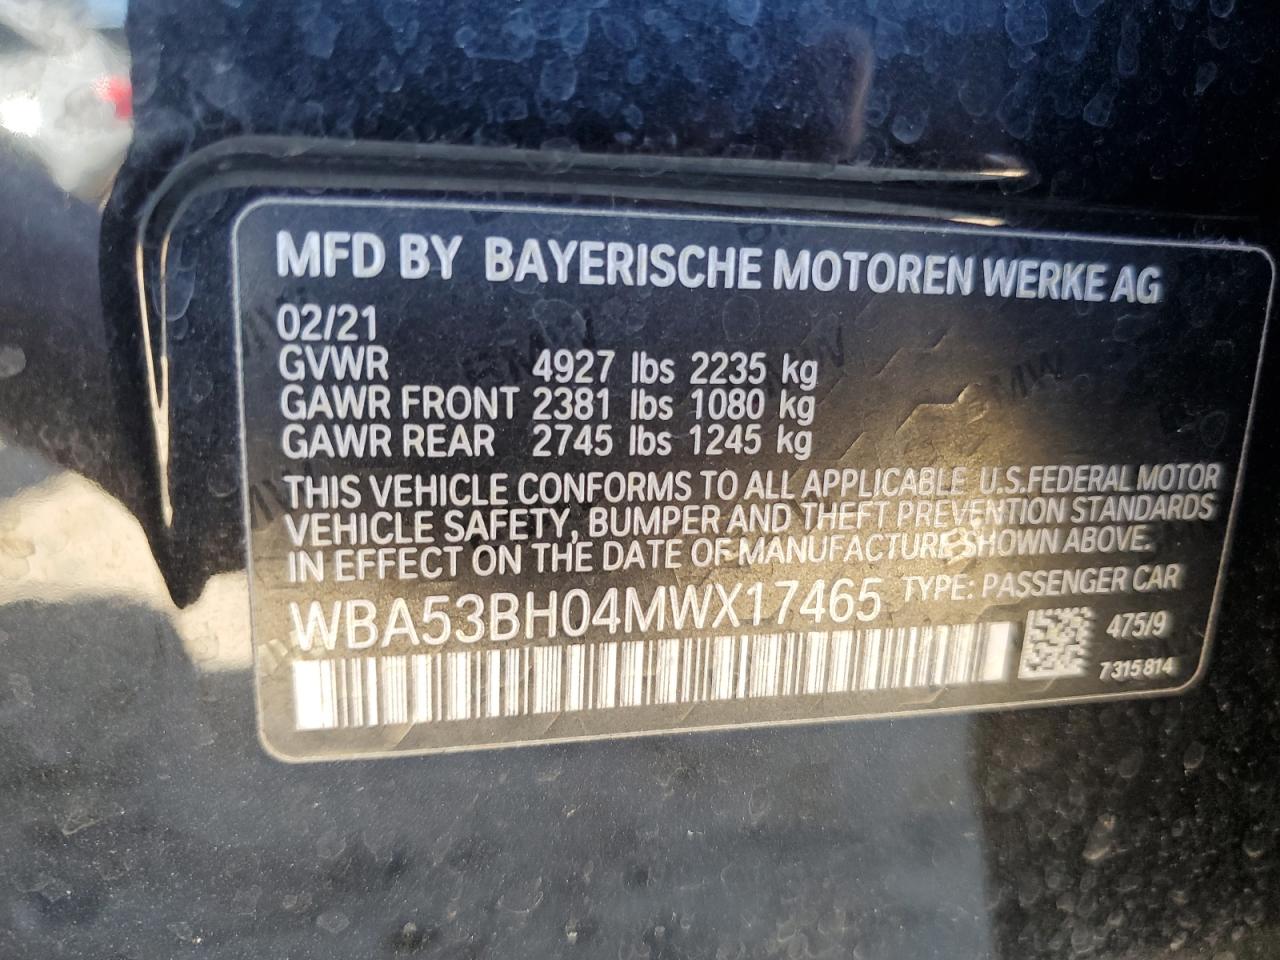 MFD BY BAYERISCHE MOTOREN WERKE AG
02/21
GVWR 4927 lbs 2235 kg
GAWR FRONT 2381 lbs 1080 kg
GAWR REAR 2745 lbs 1245 kg
THIS VEHICLE CONFORMS TO ALL APPLICABLE U.S.FEDERAL MOTOR
VEHICLE SAFETY, BUMPER AND THEFT PREVENTION STANDARDS
IN EFFECT ON THE DATE OF MANUFACTURE SHOWN ABOVE.
WBA53BH04MWX17465 TYPE: PASSENGER CAR
475/9
7315814